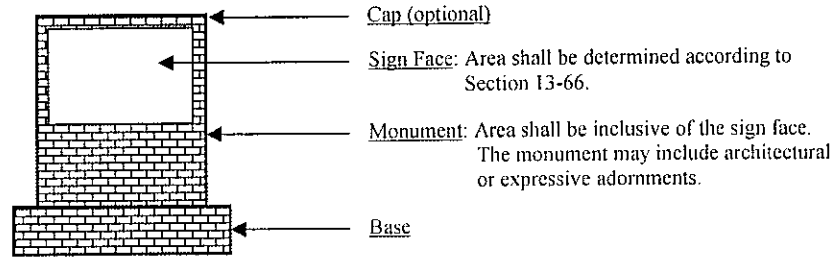 Cap (optional)
Sign Face: Area shall be determined according to
Section 13-66.
Monument: Area shall be inclusive of the sign face.
The monument may include architectural
or expressive adornments.
Base